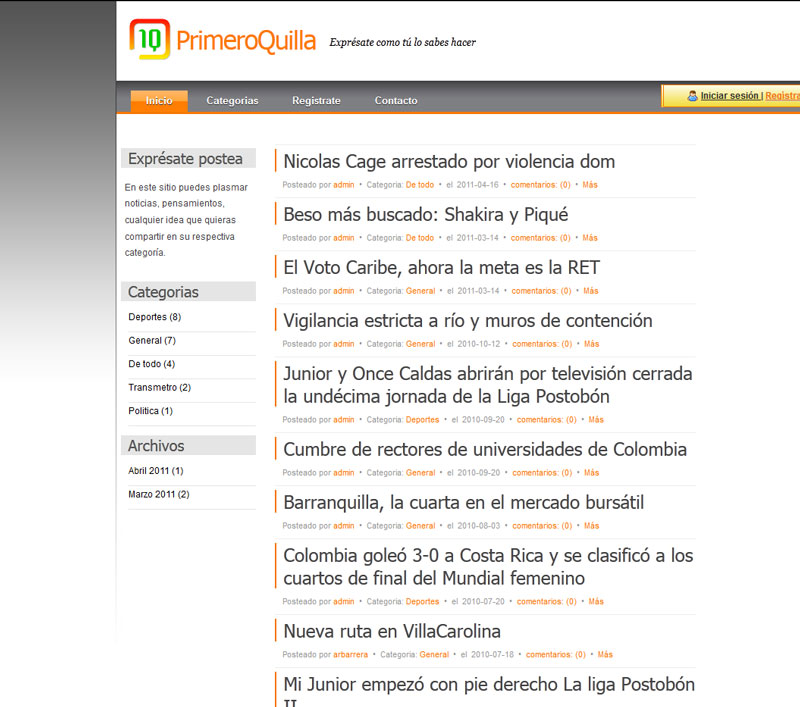 1Q PrimeroQuilla Exprésate como tú lo sabes hacer
Inicio Categorias Registrate Contacto Iniciar sesión | Registra
Exprésate postea
En este sitio puedes plasmar
noticias, pensamientos,
cualquier idea que quieras
compartir en su respectiva
categoría.
Categorias
Deportes (8)
General (7)
De todo (4)
Transmetro (2)
Politica (1)
Archivos
Abril 2011 (1)
Marzo 2011 (2)
Nicolas Cage arrestado por violencia dom
Posteado por admin • Categoria: De todo • el 2011-04-16 • comentarios: (0) • Más
Beso más buscado: Shakira y Piqué
Posteado por admin • Categoria: De todo • el 2011-03-14 • comentarios: (0) • Más
El Voto Caribe, ahora la meta es la RET
Posteado por admin • Categoria: General • el 2011-03-14 • comentarios: (0) • Más
Vigilancia estricta a río y muros de contención
Posteado por admin • Categoria: General • el 2010-10-12 • comentarios: (0) • Más
Junior y Once Caldas abrirán por televisión cerrada
la undécima jornada de la Liga Postobón
Posteado por admin • Categoria: Deportes • el 2010-09-20 • comentarios: (0) • Más
Cumbre de rectores de universidades de Colombia
Posteado por admin • Categoria: General • el 2010-09-20 • comentarios: (0) • Más
Barranquilla, la cuarta en el mercado bursátil
Posteado por admin • Categoria: General • el 2010-08-03 • comentarios: (0) • Más
Colombia goleó 3-0 a Costa Rica y se clasificó a los
cuartos de final del Mundial femenino
Posteado por admin • Categoria: Deportes • el 2010-07-20 • comentarios: (0) • Más
Nueva ruta en VillaCarolina
Posteado por arbarrera • Categoria: General • el 2010-07-18 • comentarios: (0) • Más
Mi Junior empezó con pie derecho La liga Postobón
II